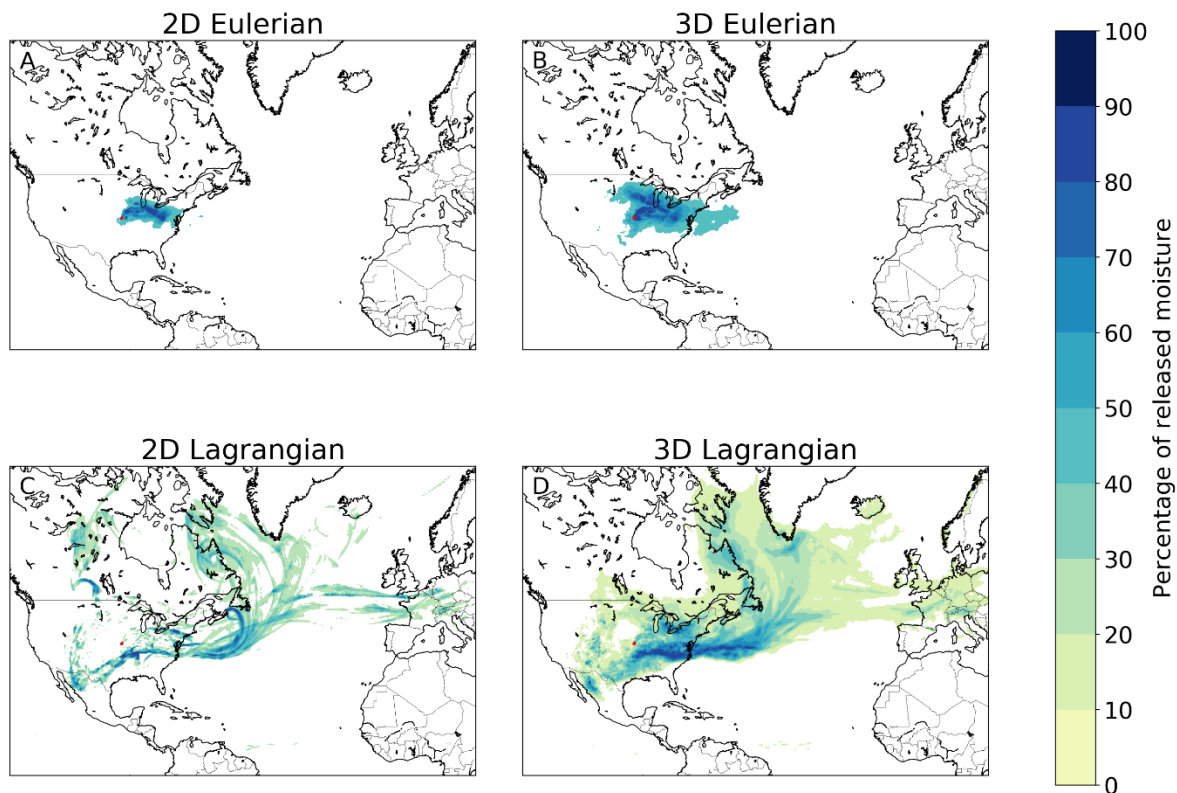 2D Eulerian
3D Eulerian
A
B
2D Lagrangian
3D Lagrangian
C
D
100
90
80
70
60
50
40
30
20
10
0
Percentage of released moisture